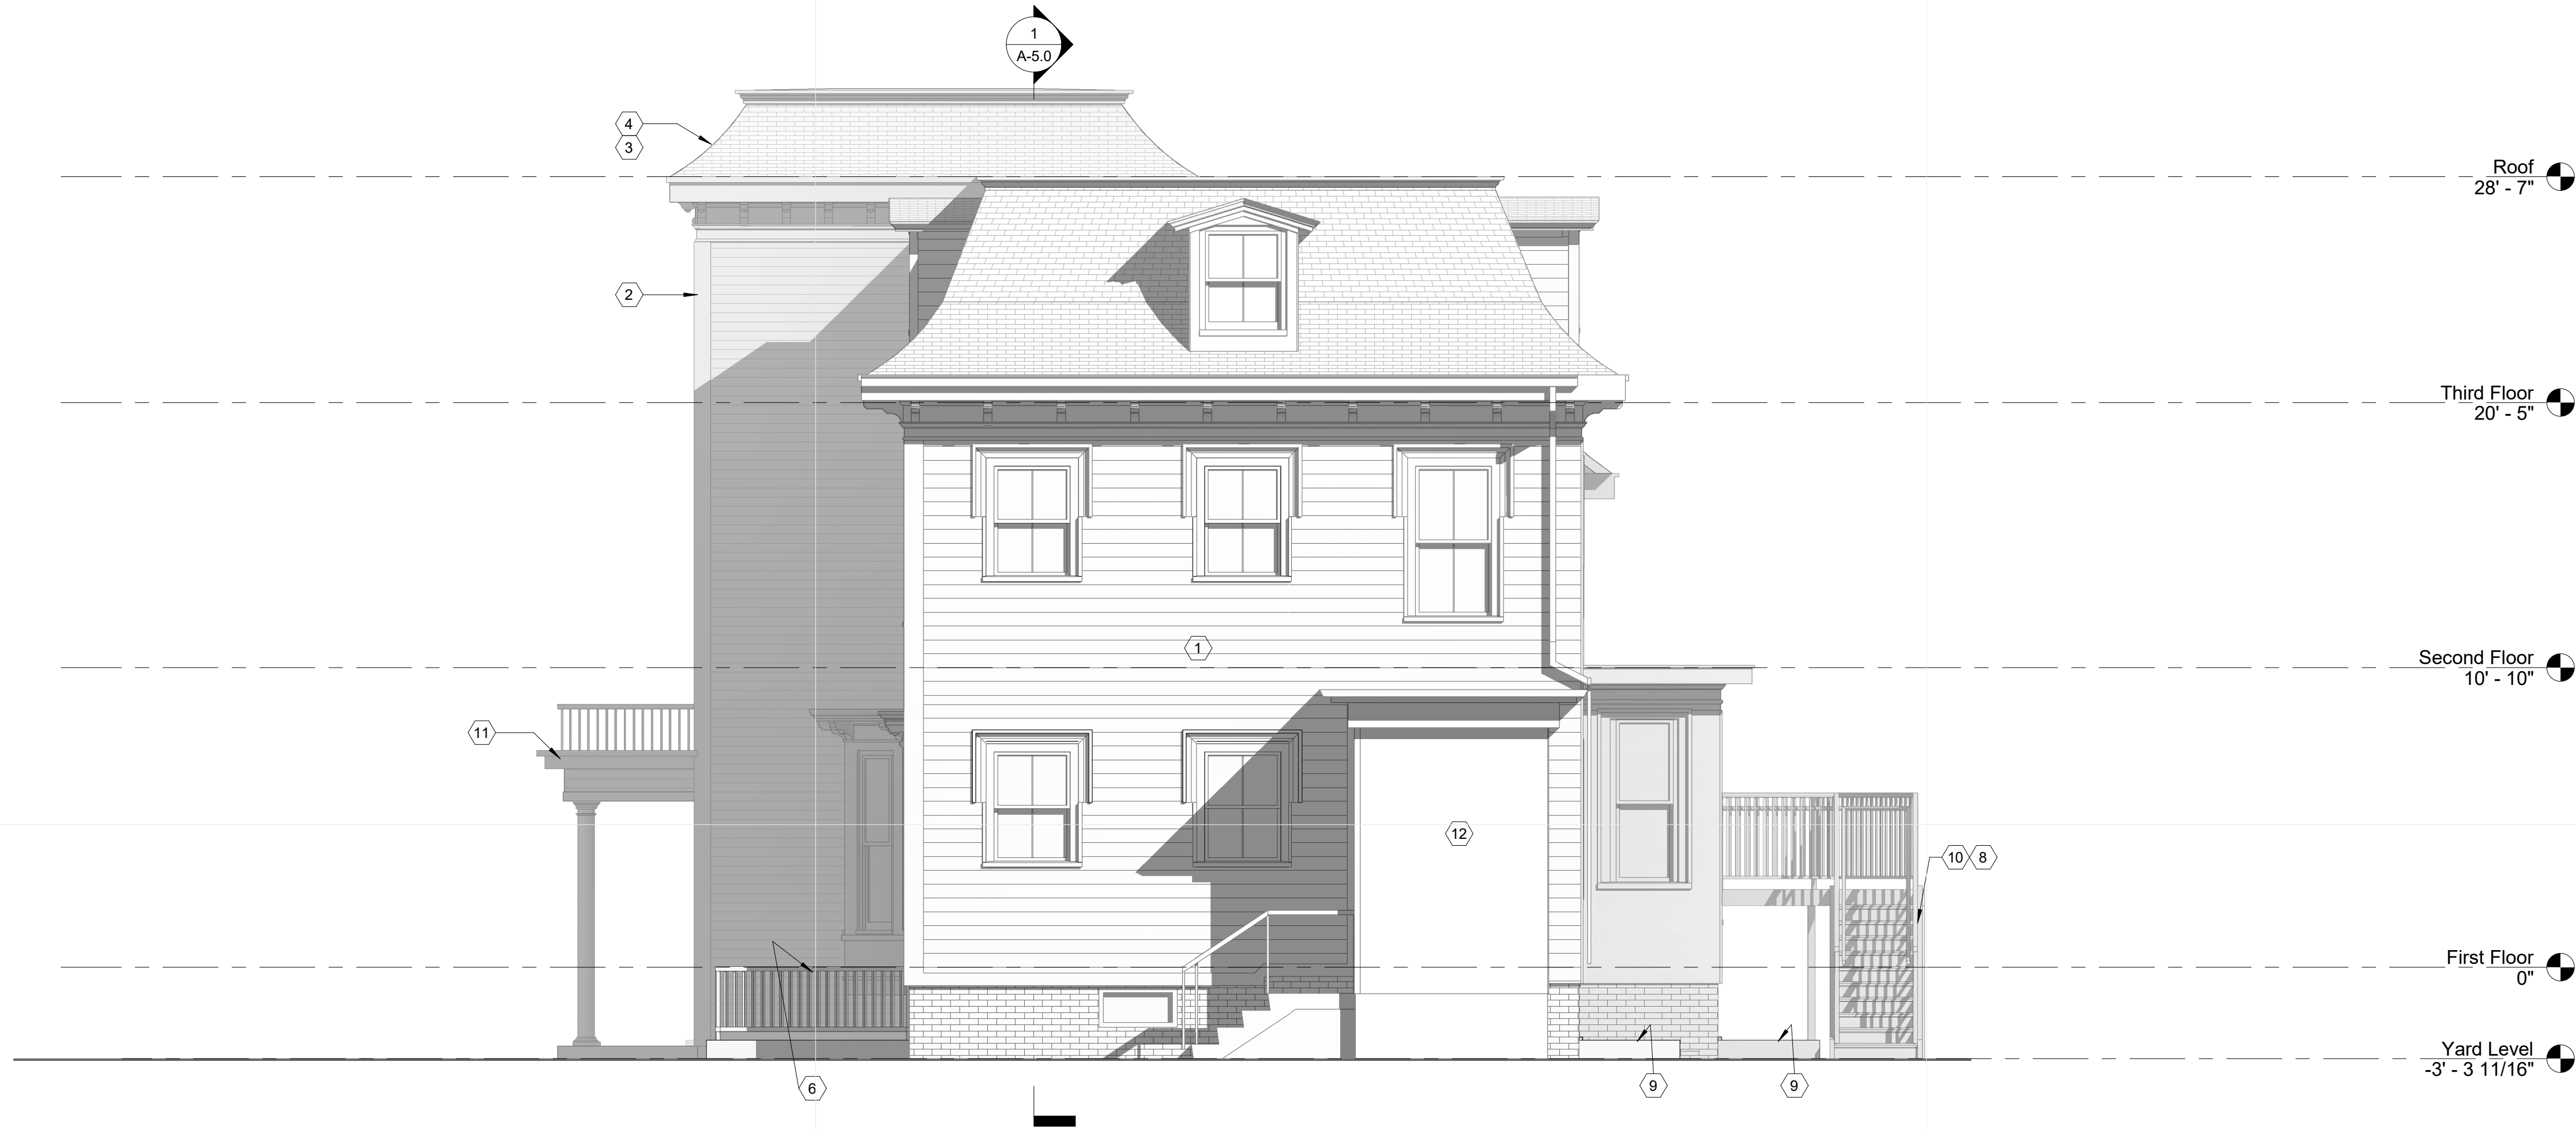 1
A-5.0
4
3
Roof
28' - 7"
2
Third Floor
20' - 5"
1
Second Floor
10' - 10"
11
12
10 8
First Floor
0"
Yard Level
-3' - 3 11/16"
6
9
9